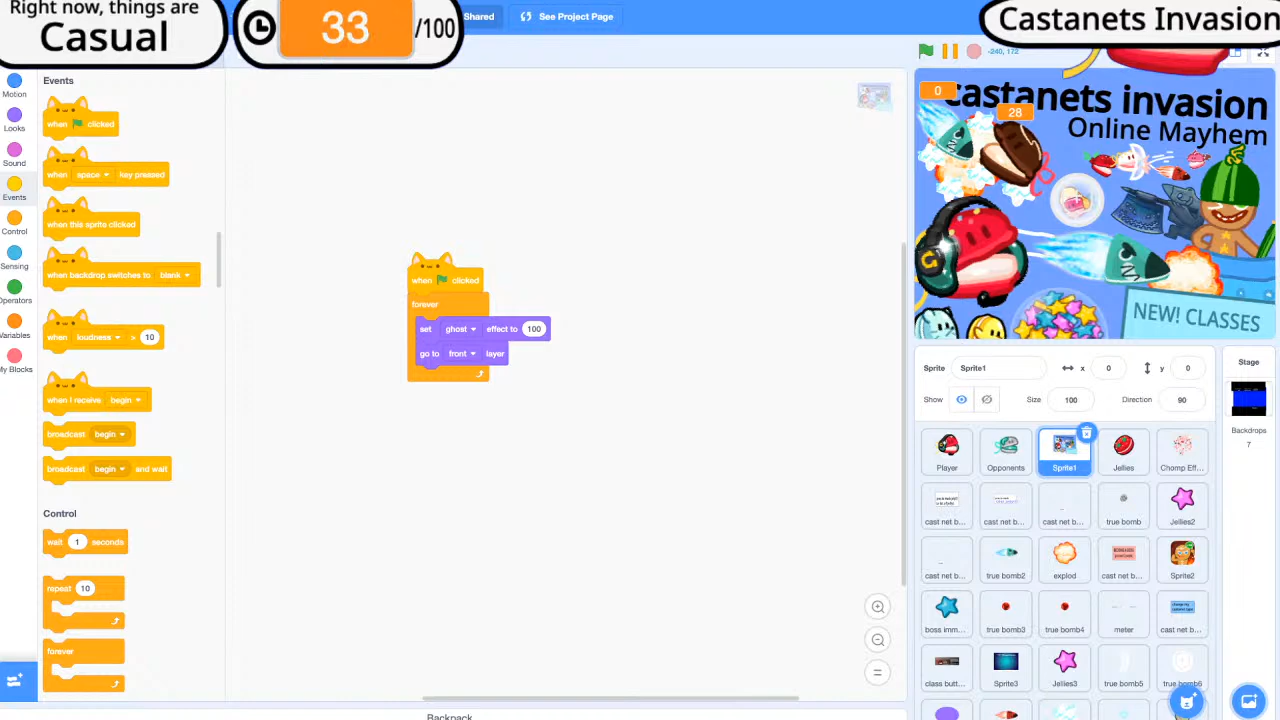 Right now, things are
Casual
33
/100
Shared
See Project Page
Castanets Invasion
-240, 172
Motion
Looks
Sound
Events
Control
Sensing
Operators
Variables
My Blocks
Events
when clicked
when space key pressed
when this sprite clicked
when backdrop switches to blank
when loudness > 10
when I receive begin
broadcast begin
broadcast begin and wait
Control
wait 1 seconds
repeat 10
forever
when clicked
forever
set ghost effect to 100
go to front layer
0
28
castanets invasion
Online Mayhem
NEW! CLASSES
Sprite
Sprite1
x
0
y
0
Show
Size
100
Direction
90
Stage
Backdrops
7
Player
Opponents
Sprite1
Jellies
Chomp Eff...
cast net b...
cast net b...
cast net b...
true bomb
Jellies2
cast net b...
true bomb2
explod
cast net b...
Sprite2
boss imm...
true bomb3
true bomb4
meter
cast net b...
class butt...
Sprite3
Jellies3
true bomb5
true bomb6
Backpack